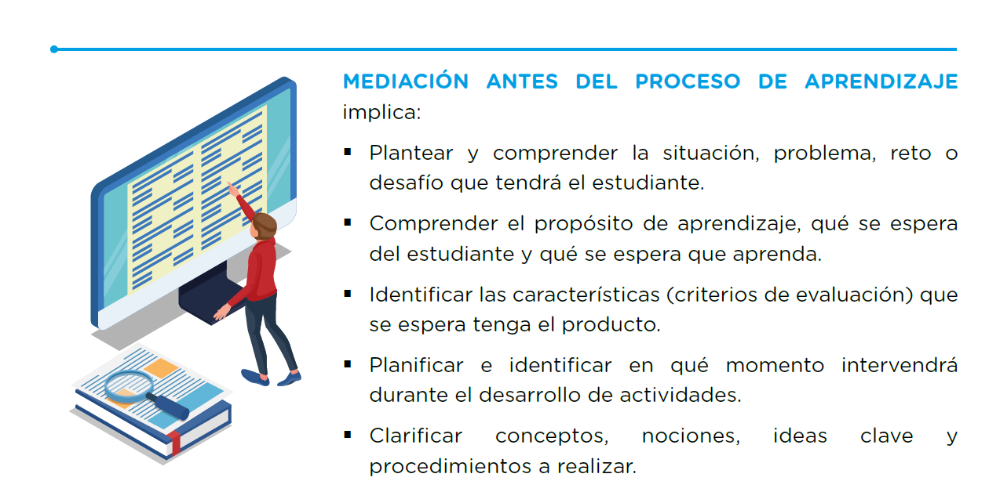 MEDIACIÓN ANTES DEL PROCESO DE APRENDIZAJE
implica:
▪ Plantear y comprender la situación, problema, reto o
desafío que tendrá el estudiante.
▪ Comprender el propósito de aprendizaje, qué se espera
del estudiante y qué se espera que aprenda.
▪ Identificar las características (criterios de evaluación) que
se espera tenga el producto.
▪ Planificar e identificar en qué momento intervendrá
durante el desarrollo de actividades.
▪ Clarificar conceptos, nociones, ideas clave y
procedimientos a realizar.